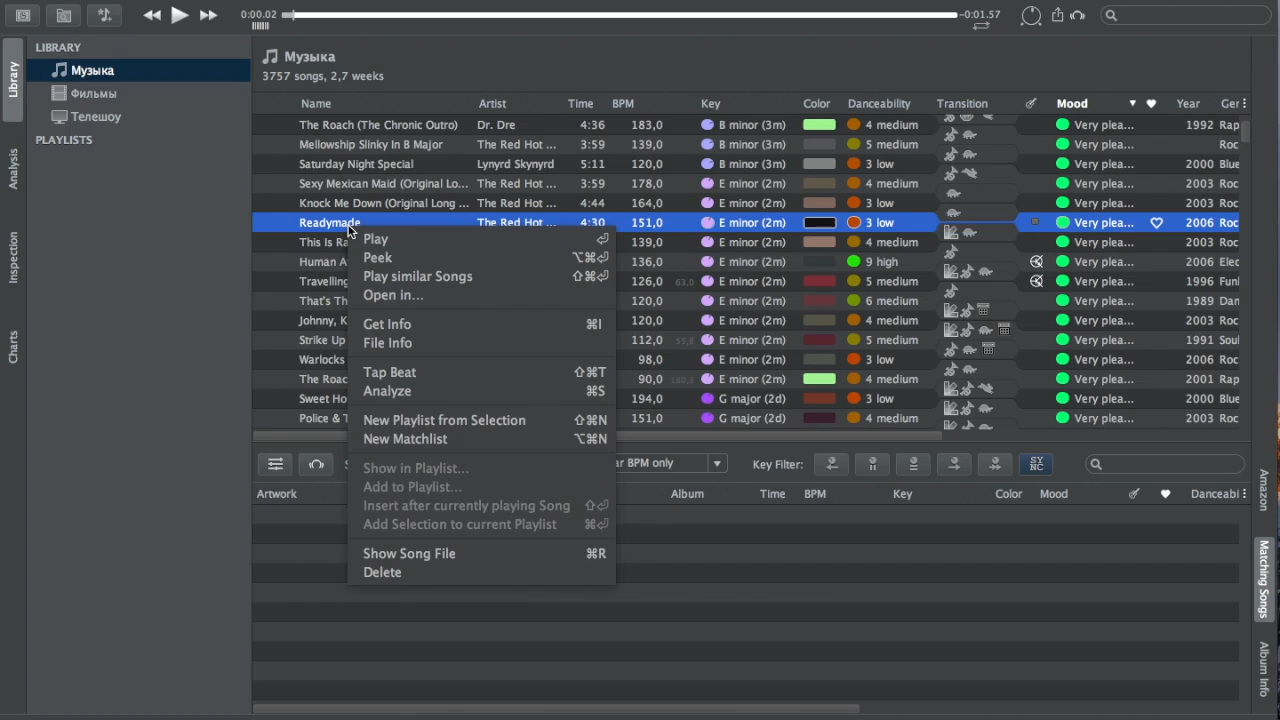 0:00.02
-0:01.57
LIBRARY
Музыка
Фильмы
Телешоу
PLAYLISTS
Library
Analysis
Inspection
Charts
Музыка
3757 songs, 2,7 weeks
Name Artist Time BPM Key Color Danceability Transition Mood Year Ger
The Roach (The Chronic Outro) Dr. Dre 4:36 183,0 B minor (3m) 4 medium Very plea... 1992 Rap
Mellowship Slinky In B Major The Red Hot ... 3:59 139,0 B minor (3m) 5 medium Very plea... Roc
Saturday Night Special Lynyrd Skynyrd 5:11 120,0 B minor (3m) 3 low Very plea... 2000 Blue
Sexy Mexican Maid (Original Lo... The Red Hot ... 3:59 178,0 E minor (2m) 4 medium Very plea... 2003 Roc
Knock Me Down (Original Long ... The Red Hot ... 4:44 164,0 E minor (2m) 3 low Very plea... 2003 Roc
Readymade The Red Hot ... 4:30 151,0 E minor (2m) 3 low Very plea... 2006 Roc
This Is Ra 139,0 E minor (2m) 4 medium Very plea... 2003 Roc
Human A 136,0 E minor (2m) 9 high Very plea... 2006 Elec
Travelling 126,0 63,0 E minor (2m) 5 medium Very plea... 1996 Funl
That's Th 120,0 E minor (2m) 6 medium Very plea... 1989 Dan
Johnny, K 120,0 E minor (2m) 4 medium Very plea... 2003 Roc
Strike Up 112,0 E minor (2m) 5 medium Very plea... 1991 Soul
Warlocks 98,0 E minor (2m) 3 low Very plea... 2006 Roc
The Roac 90,0 E minor (2m) 4 medium Very plea... 2001 Rap
Sweet Ho 194,0 G major (2d) 3 low Very plea... 2000 Blue
Police & T 151,0 G major (2d) 4 medium Very plea... 2003 Roc
Play ⏎
Peek ⌥⌘⏎
Play similar Songs ⇧⌘⏎
Open in...
Get Info ⌘I
File Info
Tap Beat ⇧⌘T
Analyze ⌘S
New Playlist from Selection ⇧⌘N
New Matchlist ⌥⌘N
Show in Playlist...
Add to Playlist...
Insert after currently playing Song ⇧⏎
Add Selection to current Playlist ⌘⏎
Show Song File ⌘R
Delete
ar BPM only
Key Filter:
SY
NC
Artwork Album Time BPM Key Color Mood Danceabi
Amazon
Matching Songs
Album Info